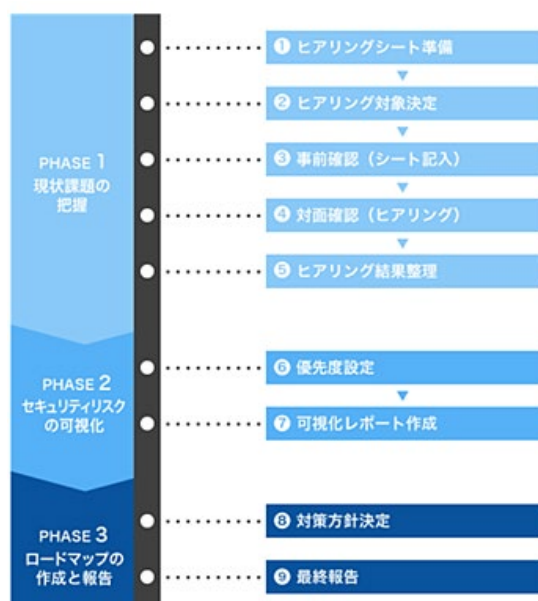 PHASE 1
現状課題の
把握
❶ ヒアリングシート準備
❷ ヒアリング対象決定
❸ 事前確認（シート記入）
❹ 対面確認（ヒアリング）
❺ ヒアリング結果整理
PHASE 2
セキュリティリスク
の可視化
❻ 優先度設定
❼ 可視化レポート作成
PHASE 3
ロードマップの
作成と報告
❽ 対策方針決定
❾ 最終報告